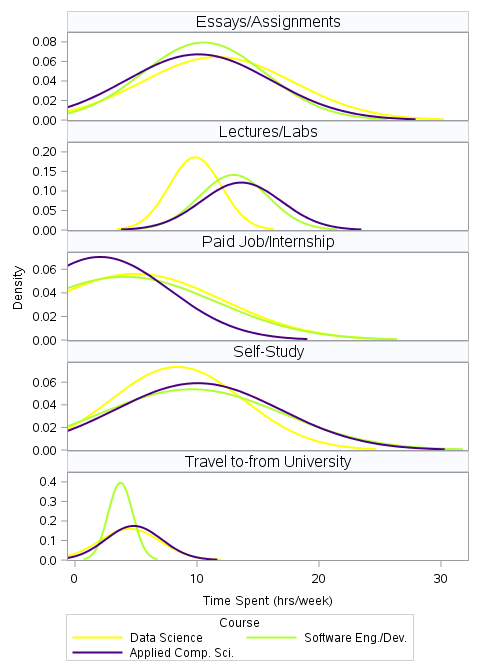 Essays/Assignments
0.08
0.06
0.04
0.02
0.00
Lectures/Labs
0.20
0.15
0.10
0.05
0.00
Paid Job/Internship
0.06
0.04
0.02
0.00
Density
Self-Study
0.06
0.04
0.02
0.00
Travel to-from University
0.4
0.3
0.2
0.1
0.0
0 10 20 30
Time Spent (hrs/week)
Course
Data Science Software Eng./Dev.
Applied Comp. Sci.